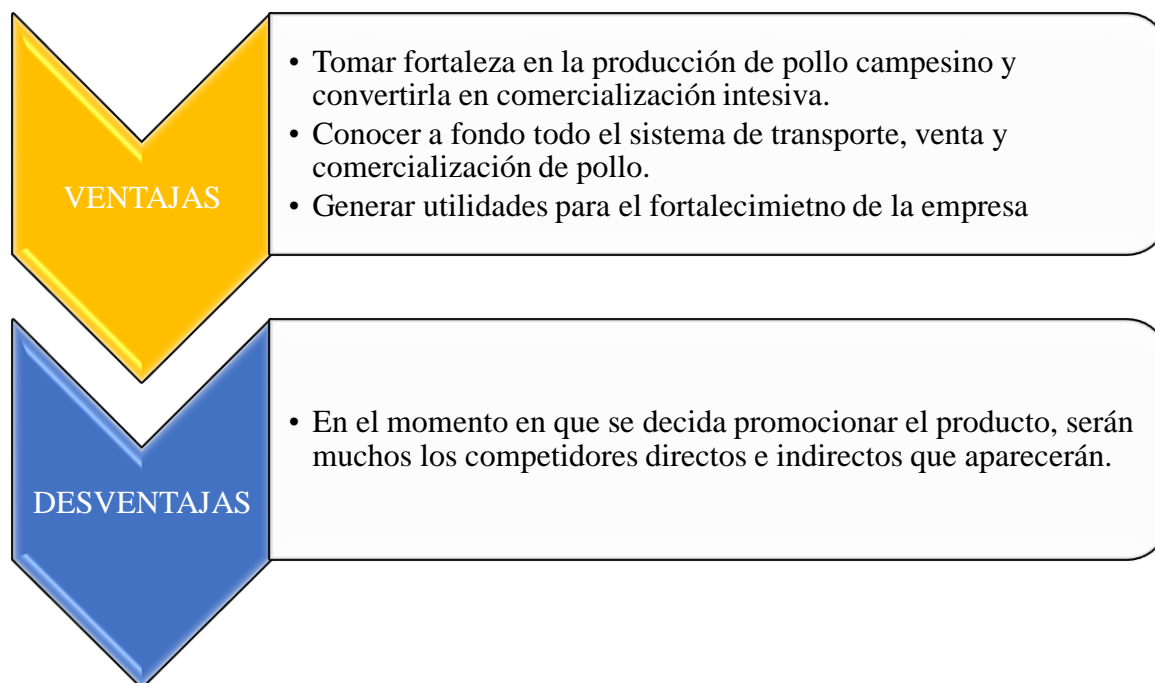 VENTAJAS
• Tomar fortaleza en la producción de pollo campesino y
convertirla en comercialización intesiva.
• Conocer a fondo todo el sistema de transporte, venta y
comercialización de pollo.
• Generar utilidades para el fortalecimietno de la empresa
DESVENTAJAS
• En el momento en que se decida promocionar el producto, serán
muchos los competidores directos e indirectos que aparecerán.